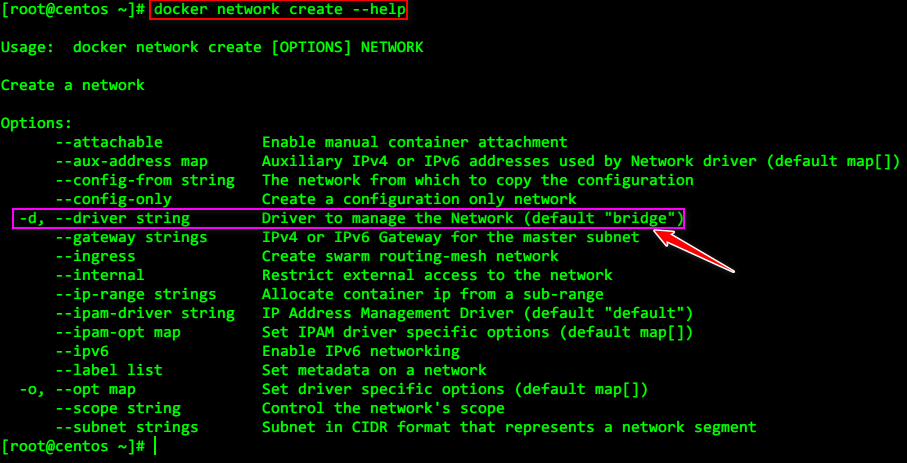 [root@centos ~]# docker network create --help
Usage:  docker network create [OPTIONS] NETWORK
Create a network
Options:
      --attachable           Enable manual container attachment
      --aux-address map      Auxiliary IPv4 or IPv6 addresses used by Network driver (default map[])
      --config-from string   The network from which to copy the configuration
      --config-only          Create a configuration only network
  -d, --driver string        Driver to manage the Network (default "bridge")
      --gateway strings      IPv4 or IPv6 Gateway for the master subnet
      --ingress              Create swarm routing-mesh network
      --internal             Restrict external access to the network
      --ip-range strings     Allocate container ip from a sub-range
      --ipam-driver string   IP Address Management Driver (default "default")
      --ipam-opt map         Set IPAM driver specific options (default map[])
      --ipv6                 Enable IPv6 networking
      --label list           Set metadata on a network
  -o, --opt map              Set driver specific options (default map[])
      --scope string         Control the network's scope
      --subnet strings       Subnet in CIDR format that represents a network segment
[root@centos ~]#